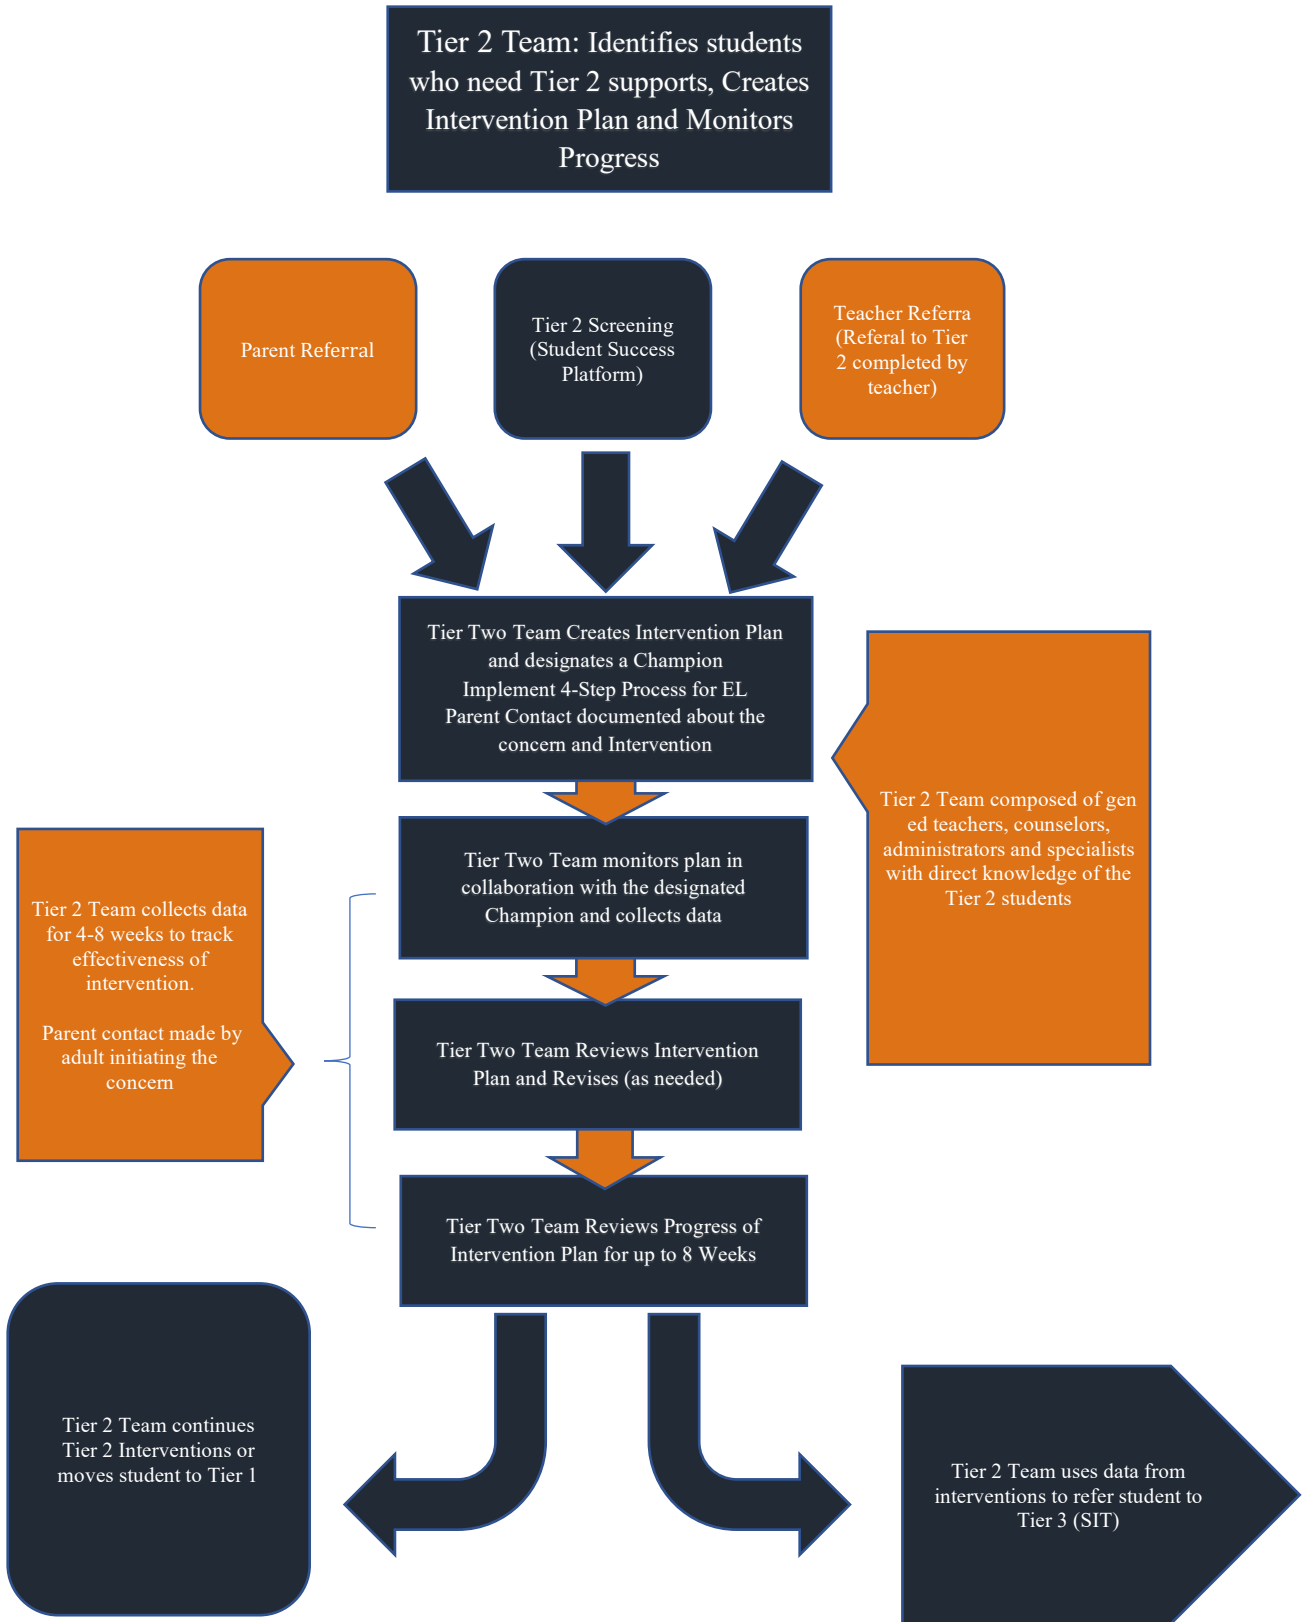 Tier 2 Team: Identifies students
who need Tier 2 supports, Creates
Intervention Plan and Monitors
Progress
Parent Referral
Tier 2 Screening
(Student Success
Platform)
Teacher Referra
(Referal to Tier
2 completed by
teacher)
Tier Two Team Creates Intervention Plan
and designates a Champion
Implement 4-Step Process for EL
Parent Contact documented about the
concern and Intervention
Tier 2 Team composed of gen
ed teachers, counselors,
administrators and specialists
with direct knowledge of the
Tier 2 students
Tier Two Team monitors plan in
collaboration with the designated
Champion and collects data
Tier 2 Team collects data
for 4-8 weeks to track
effectiveness of
intervention.
Parent contact made by
adult initiating the
concern
Tier Two Team Reviews Intervention
Plan and Revises (as needed)
Tier Two Team Reviews Progress of
Intervention Plan for up to 8 Weeks
Tier 2 Team continues
Tier 2 Interventions or
moves student to Tier 1
Tier 2 Team uses data from
interventions to refer student to
Tier 3 (SIT)